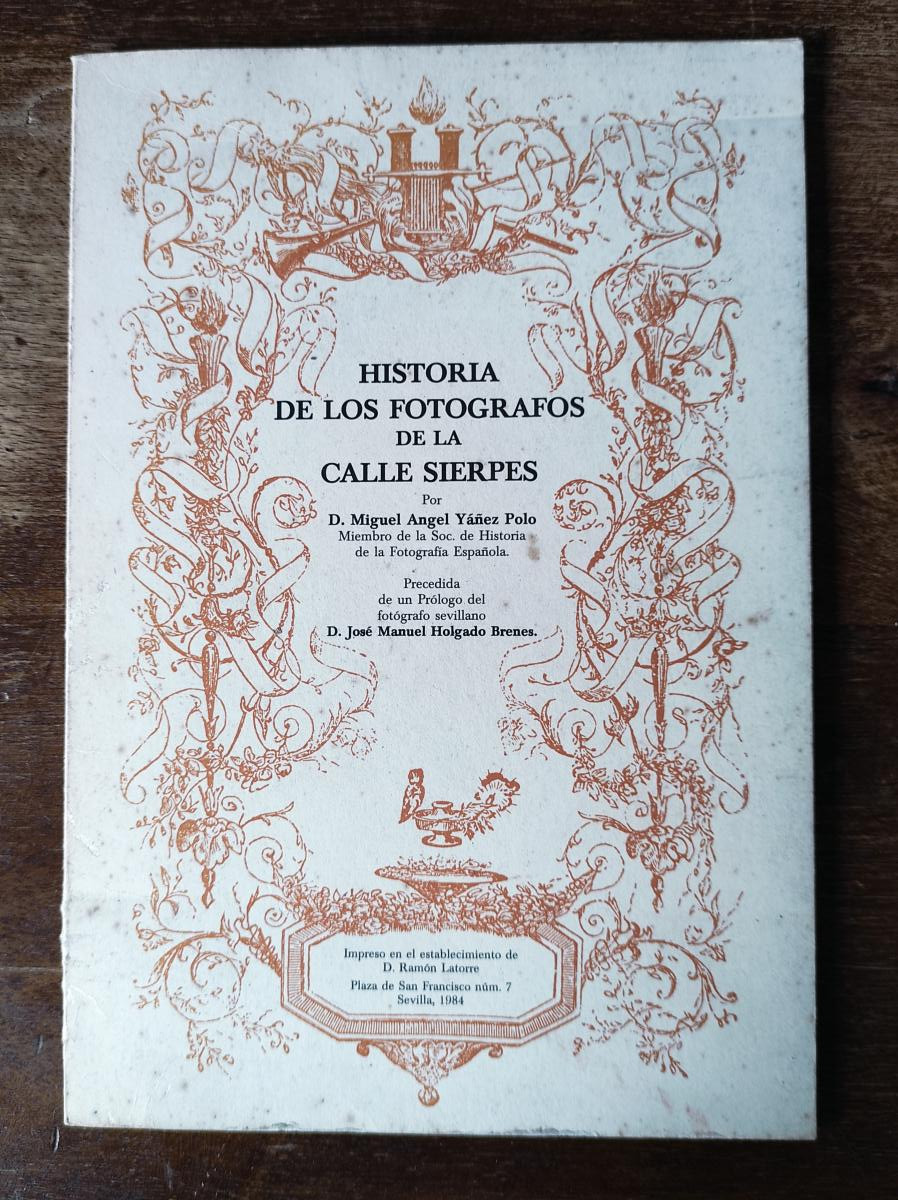 HISTORIA
DE LOS FOTOGRAFOS
DE LA
CALLE SIERPES
Por
D. Miguel Angel Yáñez Polo
Miembro de la Soc. de Historia
de la Fotografía Española.
Precedida
de un Prólogo del
fotógrafo sevillano
D. José Manuel Holgado Brenes.
Impreso en el establecimiento de
D. Ramón Latorre
Plaza de San Francisco núm. 7
Sevilla, 1984